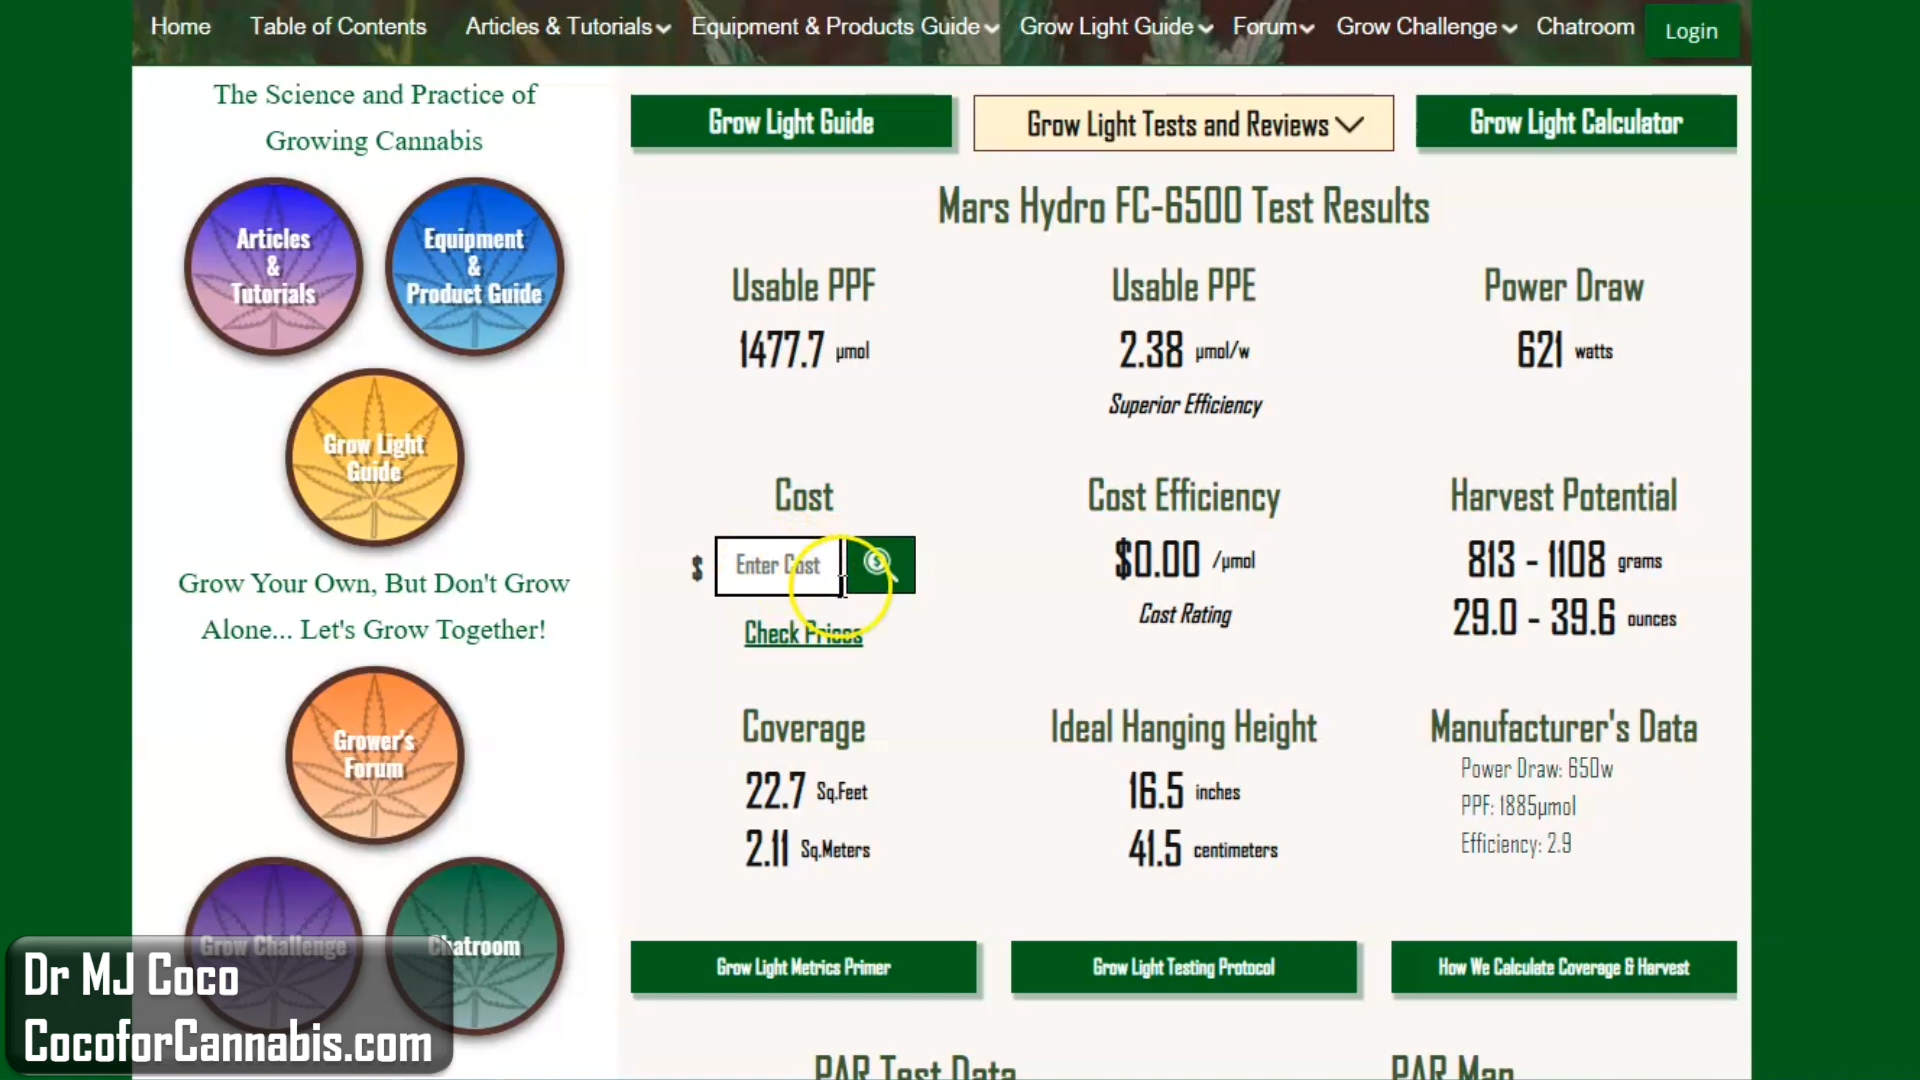 Home Table of Contents Articles & Tutorials Equipment & Products Guide Grow Light Guide Forum Grow Challenge Chatroom Login
The Science and Practice of
Growing Cannabis
Articles
&
Tutorials
Equipment
&
Product Guide
Grow Light
Guide
Grow Your Own, But Don't Grow
Alone... Let's Grow Together!
Grower's
Forum
Grow Challenge
Chatroom
Grow Light Guide
Grow Light Tests and Reviews
Grow Light Calculator
Mars Hydro FC-6500 Test Results
Usable PPF
1477.7 µmol
Usable PPE
2.38 µmol/w
Superior Efficiency
Power Draw
621 watts
Cost
$ Enter Cost
Check Prices
Cost Efficiency
$0.00 /µmol
Cost Rating
Harvest Potential
813 - 1108 grams
29.0 - 39.6 ounces
Coverage
22.7 Sq.Feet
2.11 Sq.Meters
Ideal Hanging Height
16.5 inches
41.5 centimeters
Manufacturer's Data
Power Draw: 650w
PPF: 1885µmol
Efficiency: 2.9
Grow Light Metrics Primer
Grow Light Testing Protocol
How We Calculate Coverage & Harvest
PAR Test Data
PAR Map
Dr MJ Coco
CocoforCannabis.com